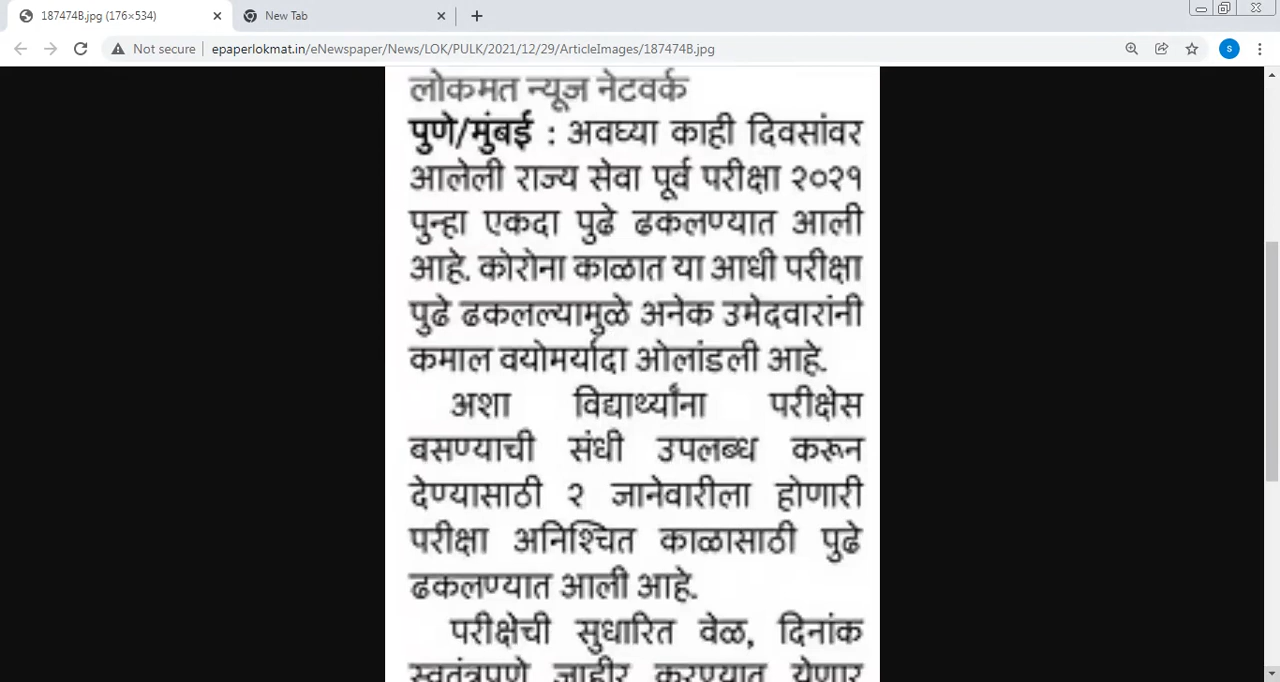 187474B.jpg (176×534)
New Tab
Not secure
epaperlokmat.in/eNewspaper/News/LOK/PULK/2021/12/29/ArticleImages/187474B.jpg
S
लोकमत न्यूज नेटवर्क
पुणे/मुंबई : अवघ्या काही दिवसांवर
आलेली राज्य सेवा पूर्व परीक्षा २०२१
पुन्हा एकदा पुढे ढकलण्यात आली
आहे. कोरोना काळात या आधी परीक्षा
पुढे ढकलल्यामुळे अनेक उमेदवारांनी
कमाल वयोमर्यादा ओलांडली आहे.
अशा विद्यार्थ्यांना परीक्षेस
बसण्याची संधी उपलब्ध करून
देण्यासाठी २ जानेवारीला होणारी
परीक्षा अनिश्चित काळासाठी पुढे
ढकलण्यात आली आहे.
परीक्षेची सुधारित वेळ, दिनांक
स्वतंत्रपणे जाहीर करण्यात येणार